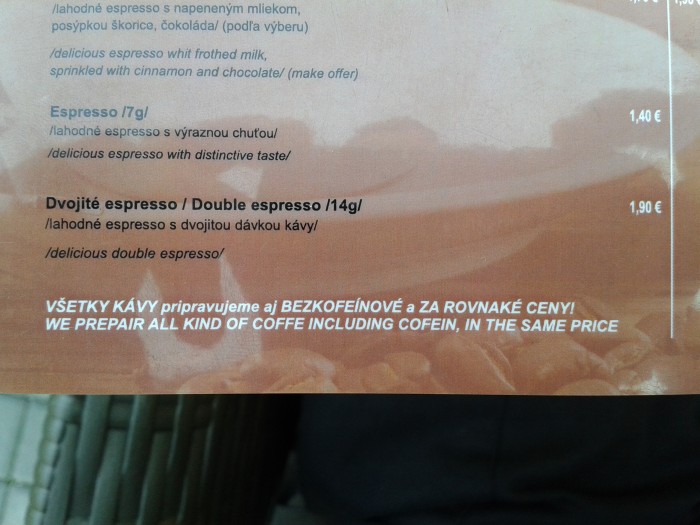 /lahodné espresso s napeneným mliekom,
posýpkou škorice, čokoláda/ (podľa výberu)
/delicious espresso whit frothed milk,
sprinkled with cinnamon and chocolate/ (make offer)
Espresso /7g/ 1,40 €
/lahodné espresso s výraznou chuťou/
/delicious espresso with distinctive taste/
Dvojité espresso / Double espresso /14g/ 1,90 €
/lahodné espresso s dvojitou dávkou kávy/
/delicious double espresso/
VŠETKY KÁVY pripravujeme aj BEZKOFEÍNOVÉ a ZA ROVNAKÉ CENY!
WE PREPAIR ALL KIND OF COFFE INCLUDING COFEIN, IN THE SAME PRICE